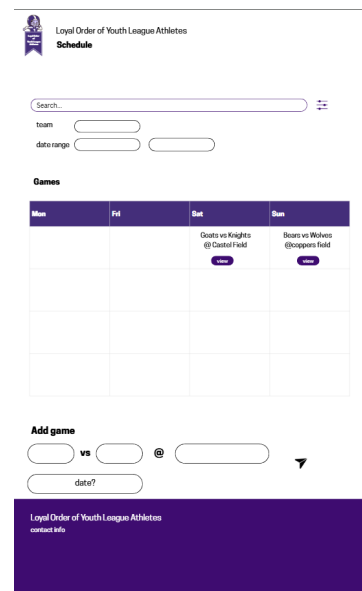 Loyal Order of Youth League Athletes
Schedule
Search...
team
date range
Games
Mon Fri Sat Sun
Goats vs Knights Bears vs Wolves
@ Castel Field @coppers field
view view
Add game
vs @
date?
Loyal Order of Youth League Athletes
contact info